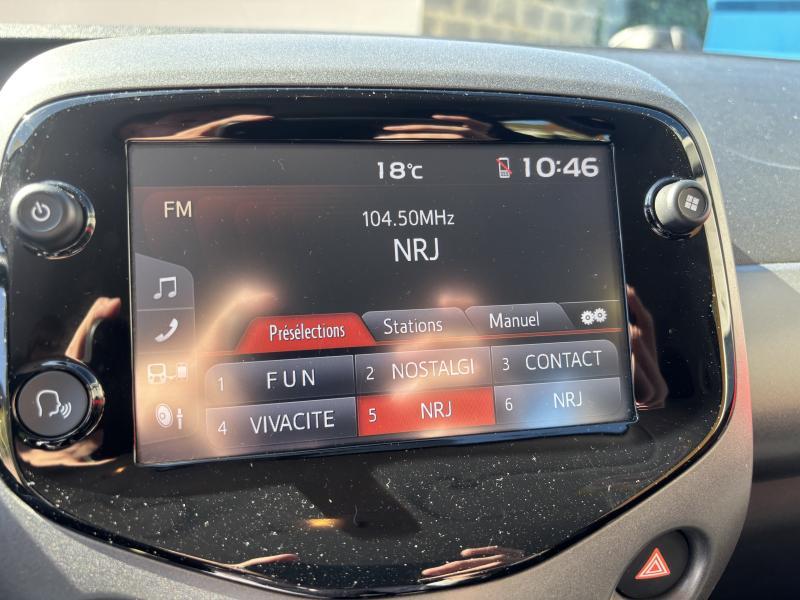 18°C 10:46
FM
104.50MHz
NRJ
Présélections Stations Manuel
1 FUN 2 NOSTALGI 3 CONTACT
4 VIVACITE 5 NRJ 6 NRJ